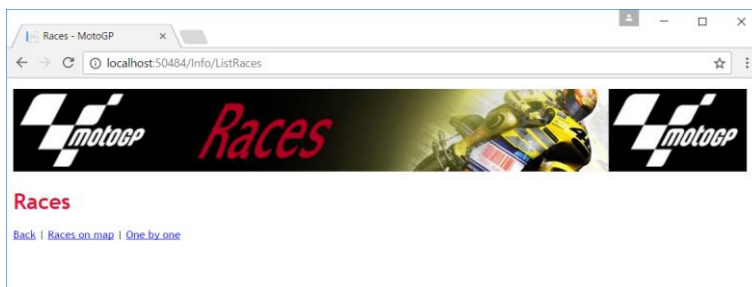 Races - MotoGP
localhost:50484/Info/ListRaces
motoGP Races motoGP
Races
Back | Races on map | One by one